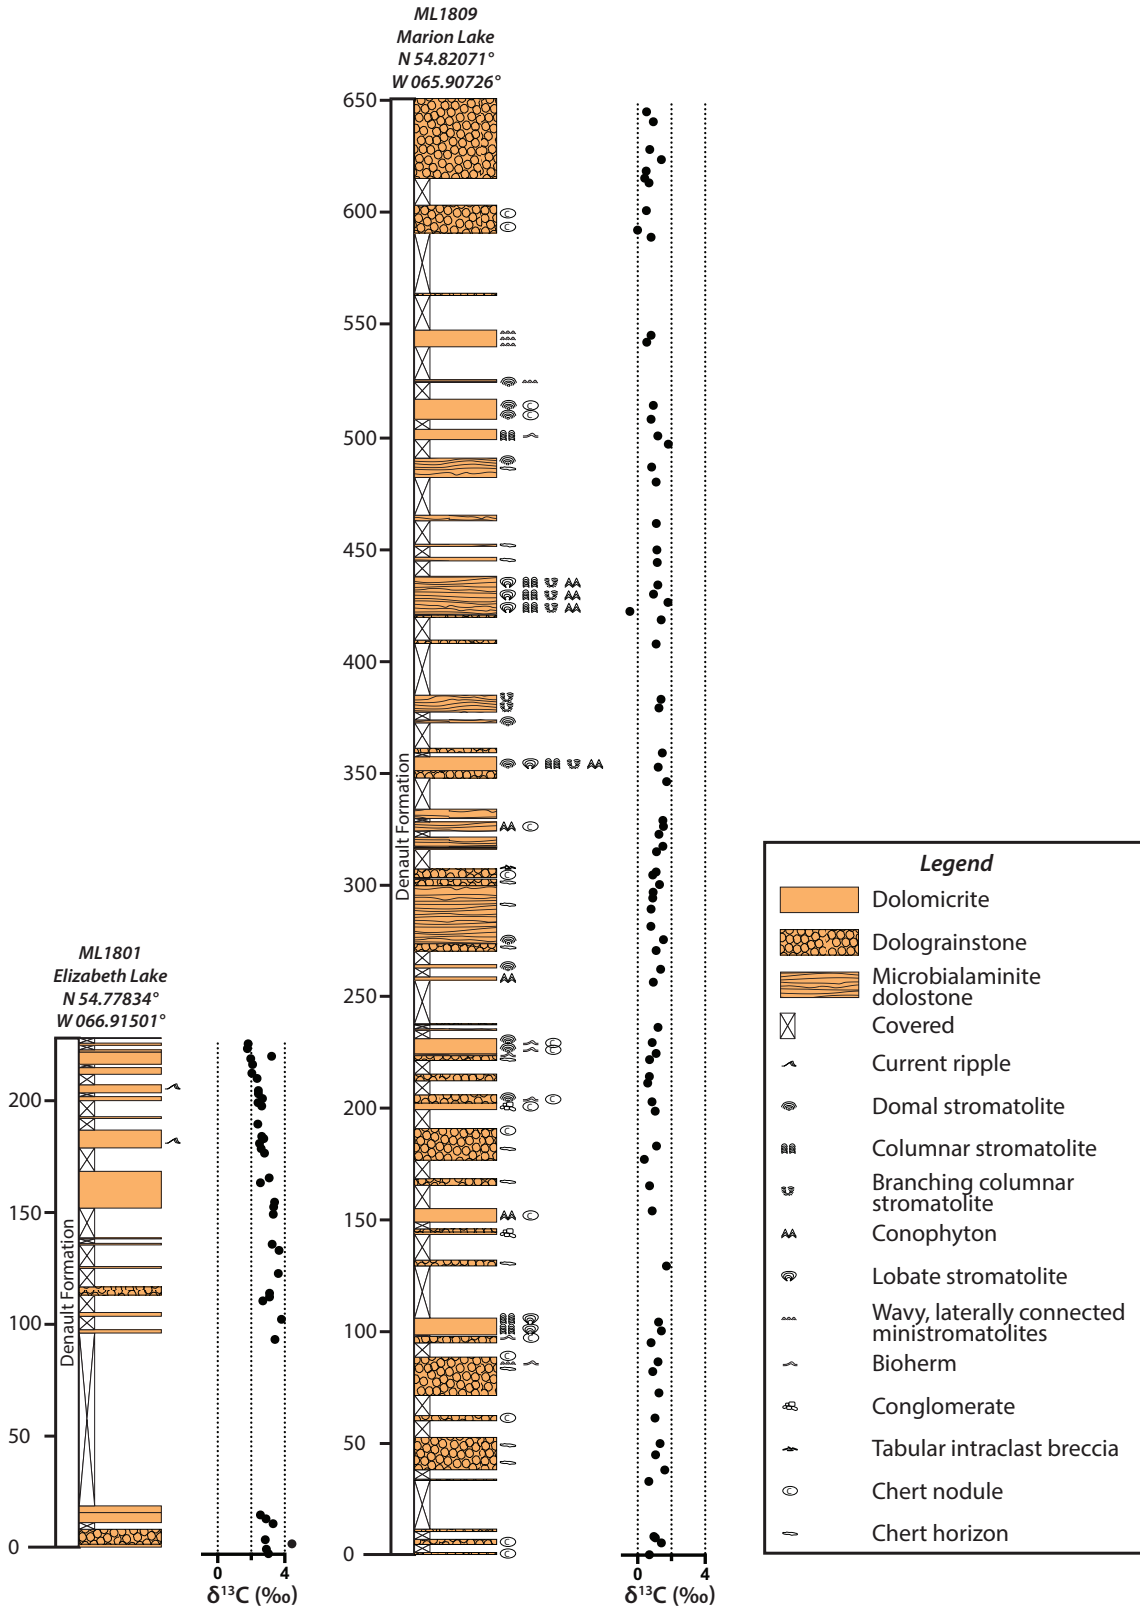 ML1809
Marion Lake
N 54.82071°
W 065.90726°
650
600
550
500
450
400
350
300
250
200
150
100
50
0
Denault Formation
0
4
δ¹³C (‰)
ML1801
Elizabeth Lake
N 54.77834°
W 066.91501°
200
150
100
50
0
Denault Formation
0
4
δ¹³C (‰)
Legend
Dolomicrite
Dolograinstone
Microbialaminite
dolostone
Covered
Current ripple
Domal stromatolite
Columnar stromatolite
Branching columnar
stromatolite
Conophyton
Lobate stromatolite
Wavy, laterally connected
ministromatolites
Bioherm
Conglomerate
Tabular intraclast breccia
Chert nodule
Chert horizon